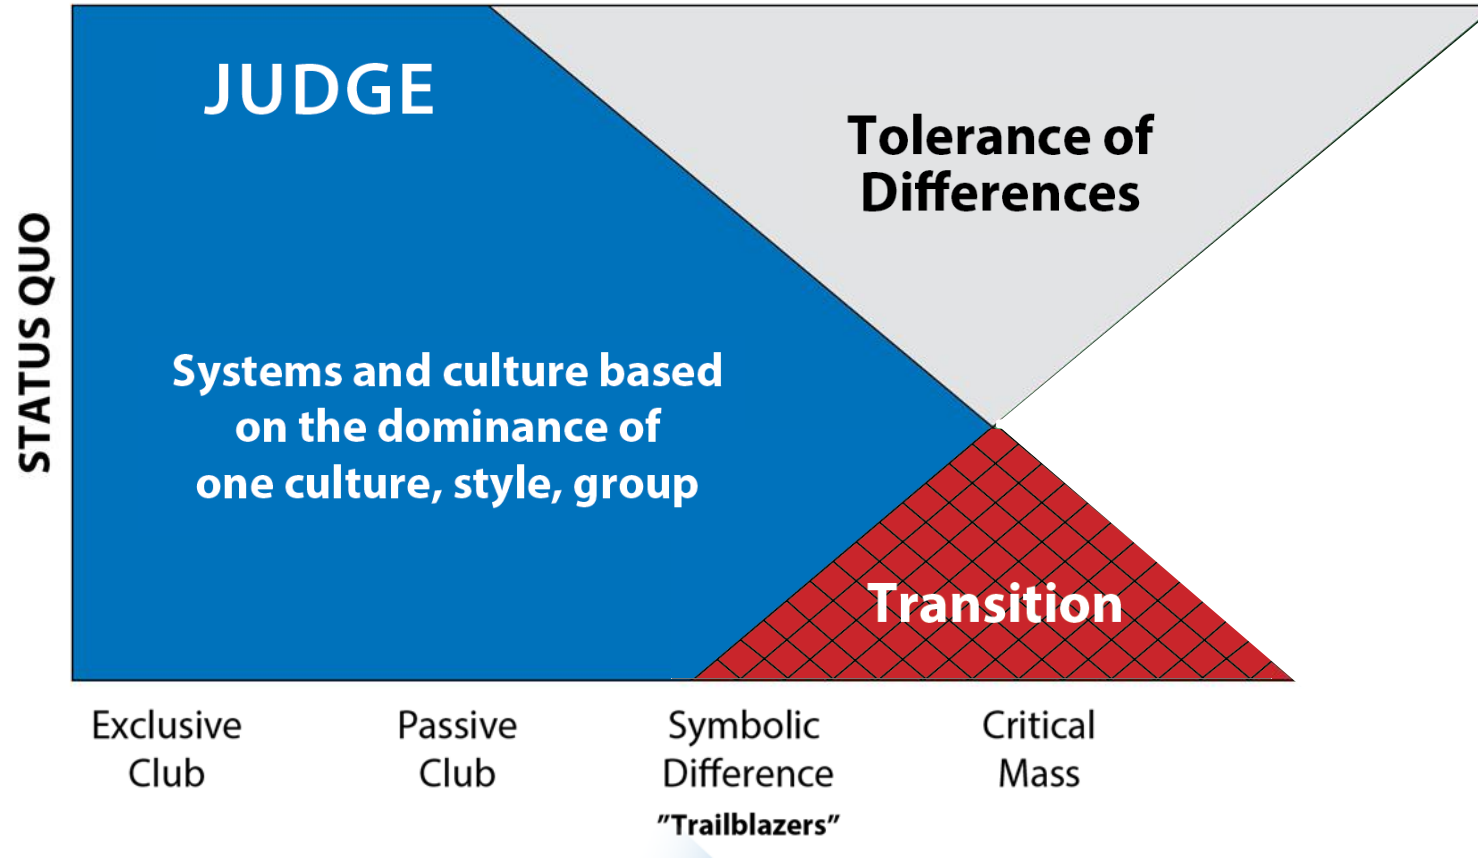 JUDGE
Tolerance of
Differences
STATUS QUO
Systems and culture based
on the dominance of
one culture, style, group
Transition
Exclusive
Club
Passive
Club
Symbolic
Difference
"Trailblazers"
Critical
Mass